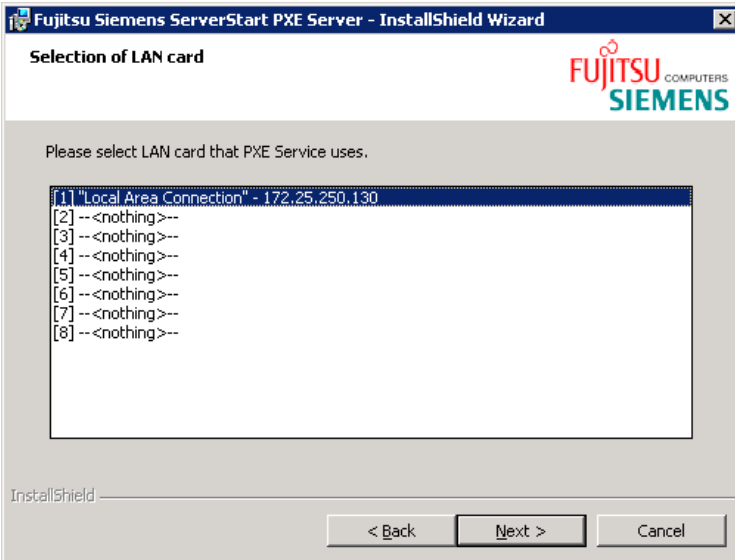 Fujitsu Siemens ServerStart PXE Server - InstallShield Wizard
Selection of LAN card
FUJITSU COMPUTERS
SIEMENS
Please select LAN card that PXE Service uses.
[1] "Local Area Connection" - 172.25.250.130
[2] --<nothing>--
[3] --<nothing>--
[4] --<nothing>--
[5] --<nothing>--
[6] --<nothing>--
[7] --<nothing>--
[8] --<nothing>--
InstallShield
< Back Next > Cancel